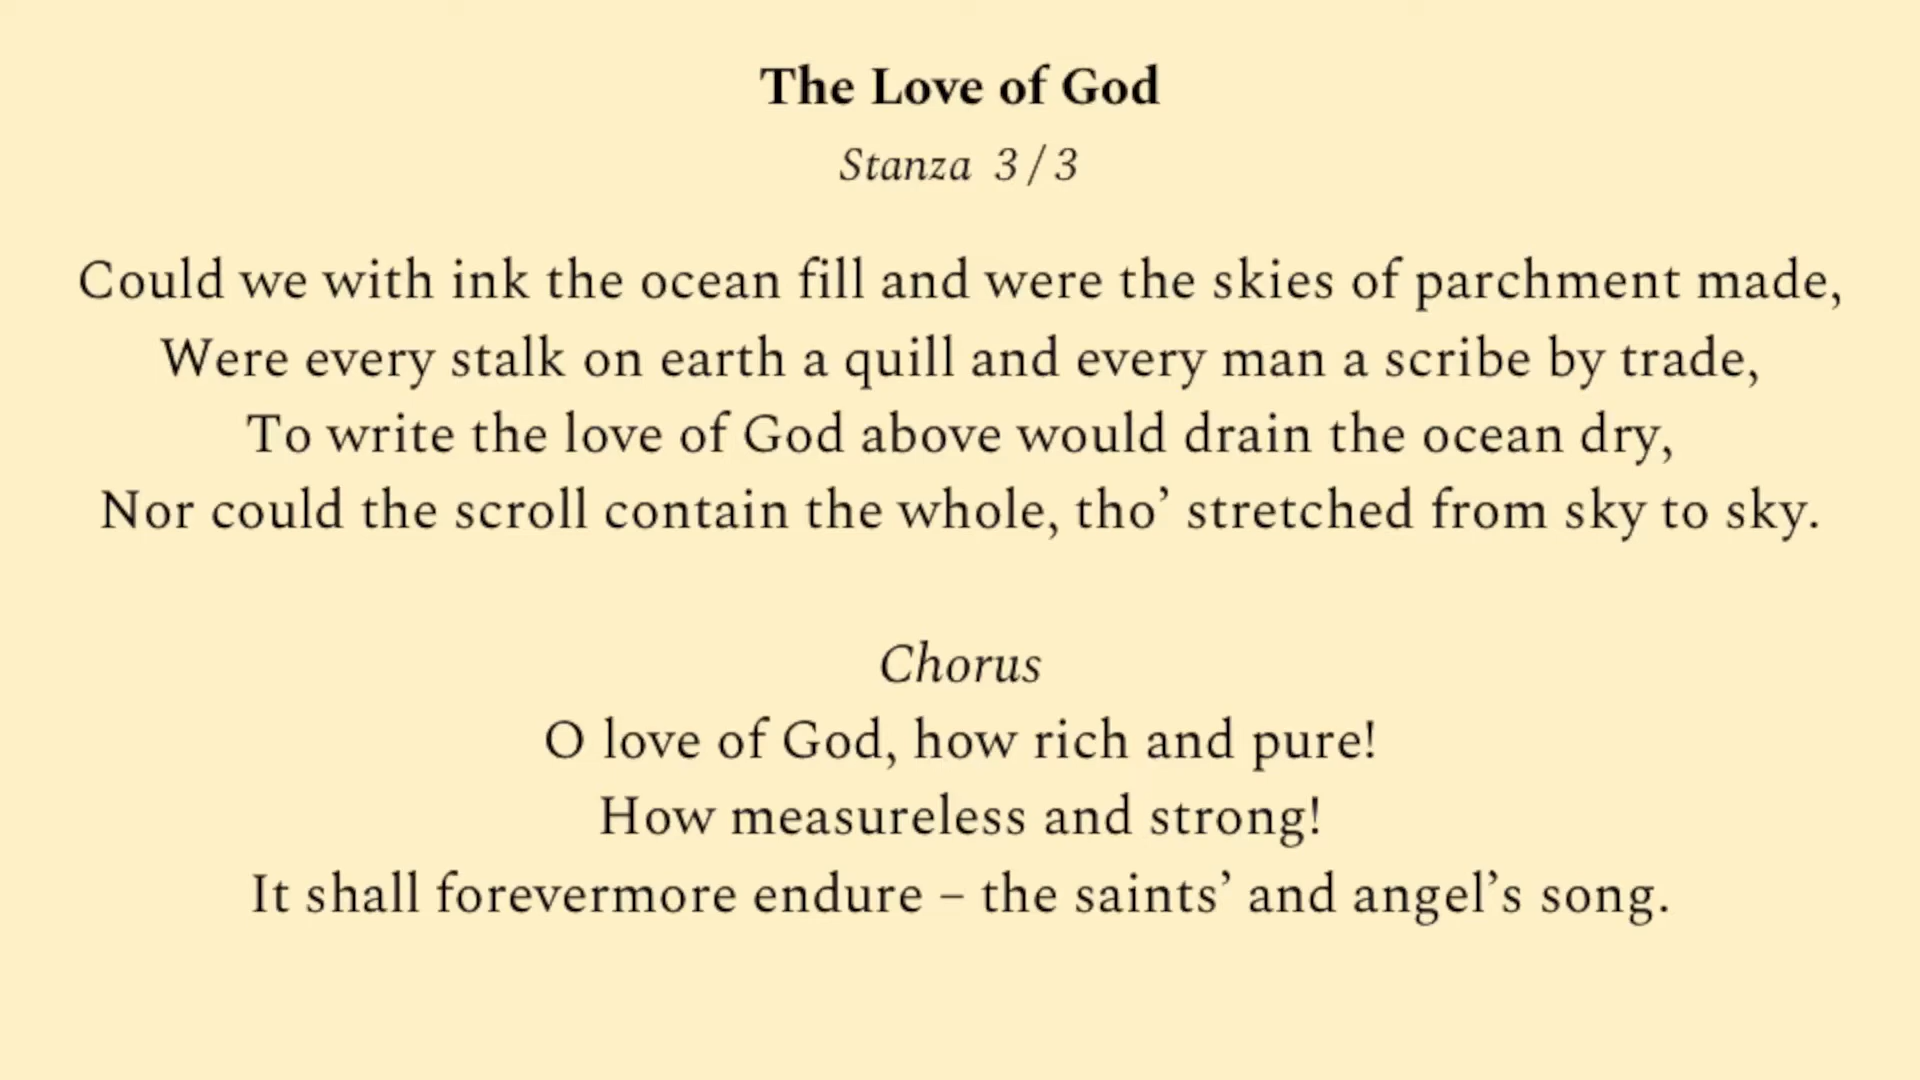 The Love of God
Stanza 3/3
Could we with ink the ocean fill and were the skies of parchment made,
Were every stalk on earth a quill and every man a scribe by trade,
To write the love of God above would drain the ocean dry,
Nor could the scroll contain the whole, tho’ stretched from sky to sky.
Chorus
O love of God, how rich and pure!
How measureless and strong!
It shall forevermore endure – the saints’ and angel’s song.